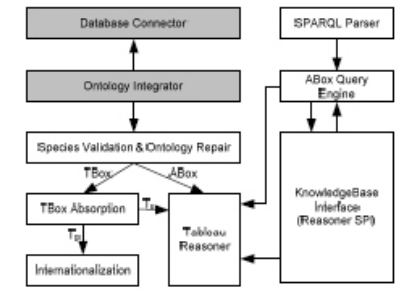 Database Connector
SPARQL Parser
Ontology Integrator
ABox Query
Engine
Species Validation & Ontology Repair
TBox
ABox
KnowledgeBase
Interface
(Reasoner SPI)
TBox Absorption
Tableau
Reasoner
Internationalization